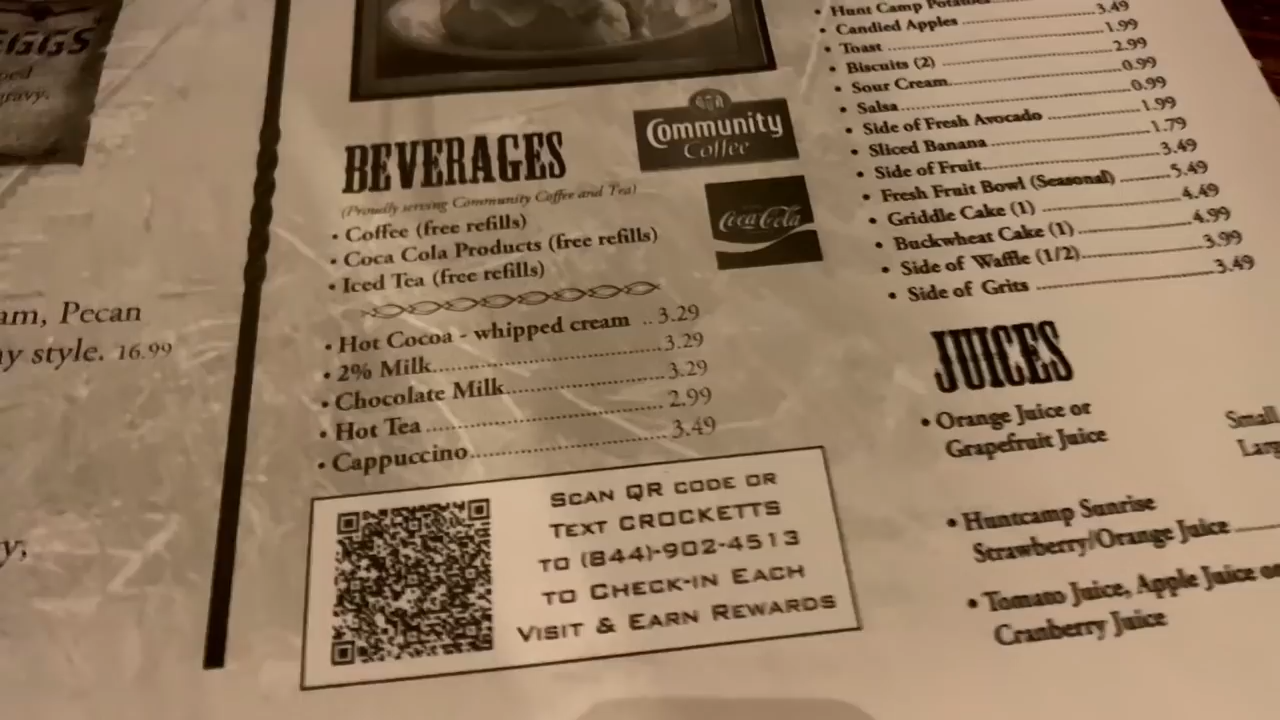 EGGS
gravy.
am, Pecan
y style. 16.99
y,
BEVERAGES
(Proudly serving Community Coffee and Tea)
• Coffee (free refills)
• Coca Cola Products (free refills)
• Iced Tea (free refills)
• Hot Cocoa - whipped cream .. 3.29
• 2% Milk 3.29
• Chocolate Milk 3.29
• Hot Tea 2.99
• Cappuccino 3.49
Community
Coffee
Coca-Cola
SCAN QR CODE OR
TEXT CROCKETTS
TO (844)-902-4513
TO CHECK-IN EACH
VISIT & EARN REWARDS
• Hunt Camp Potatoes
• Candied Apples 3.49
• Toast 1.99
• Biscuits (2) 2.99
• Sour Cream 0.99
• Salsa 0.99
• Side of Fresh Avocado 1.99
• Sliced Banana 1.79
• Side of Fruit 3.49
• Fresh Fruit Bowl (Seasonal) 5.49
• Griddle Cake (1) 4.49
• Buckwheat Cake (1) 4.99
• Side of Waffle (1/2) 3.99
• Side of Grits 3.49
JUICES
• Orange Juice or Small
Grapefruit Juice Larg
• Huntcamp Sunrise
Strawberry/Orange Juice
• Tomato Juice, Apple Juice or
Cranberry Juice